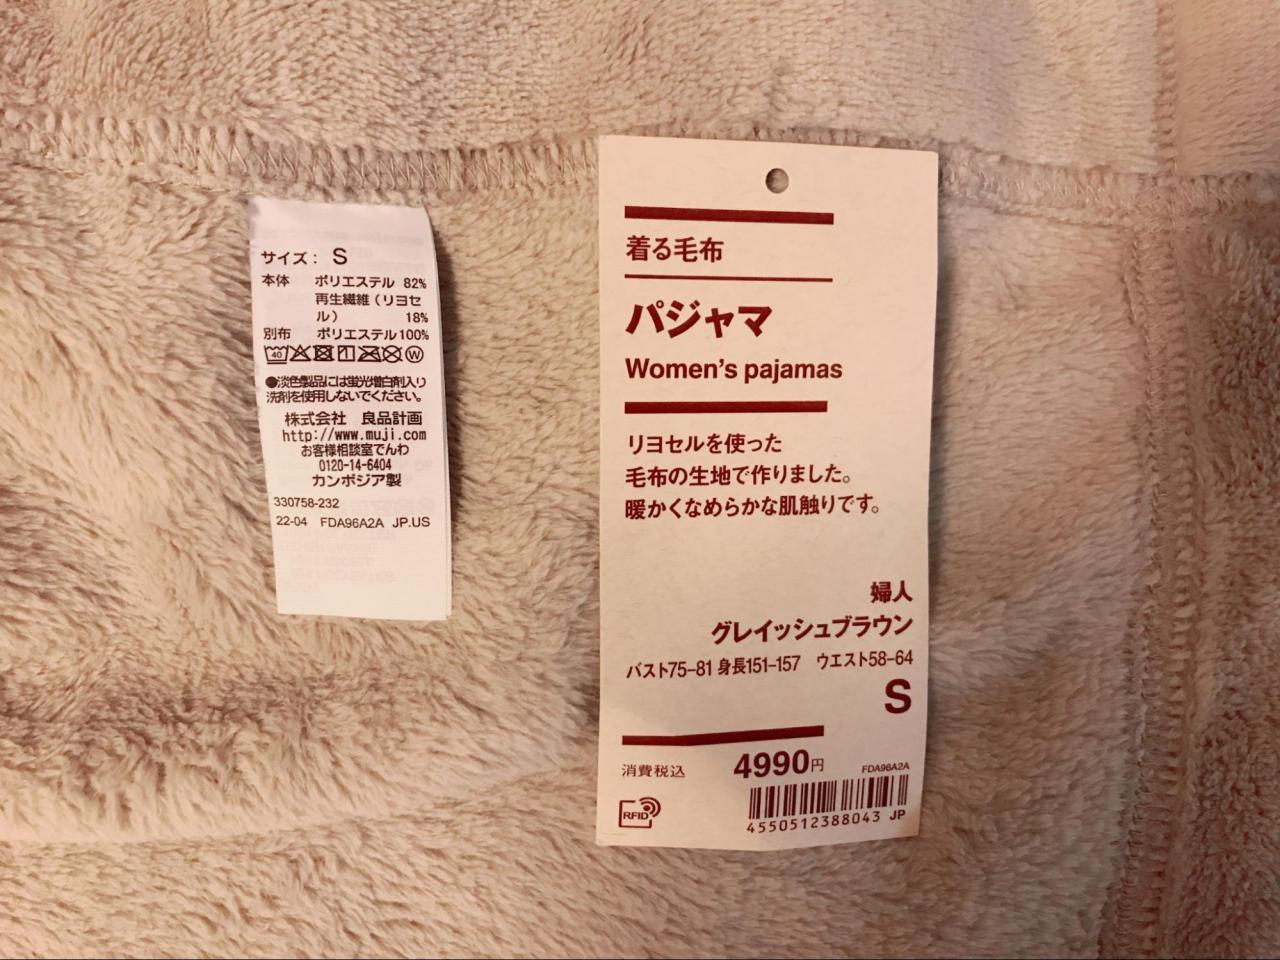 サイズ： S
本体 ポリエステル 82%
再生繊維（リヨセ
ル） 18%
別布 ポリエステル100%
40 1 W
●淡色製品には蛍光増白剤入り
洗剤を使用しないでください。
株式会社 良品計画
http://www.muji.com
お客様相談室でんわ
0120-14-6404
カンボジア製
330758-232
22-04 FDA96A2A JP.US
着る毛布
パジャマ
Women's pajamas
リヨセルを使った
毛布の生地で作りました。
暖かくなめらかな肌触りです。
婦人
グレイッシュブラウン
バスト75-81 身長151-157 ウエスト58-64
S
消費税込 4990円 FDA96A2A
RFID
4550512388043 JP